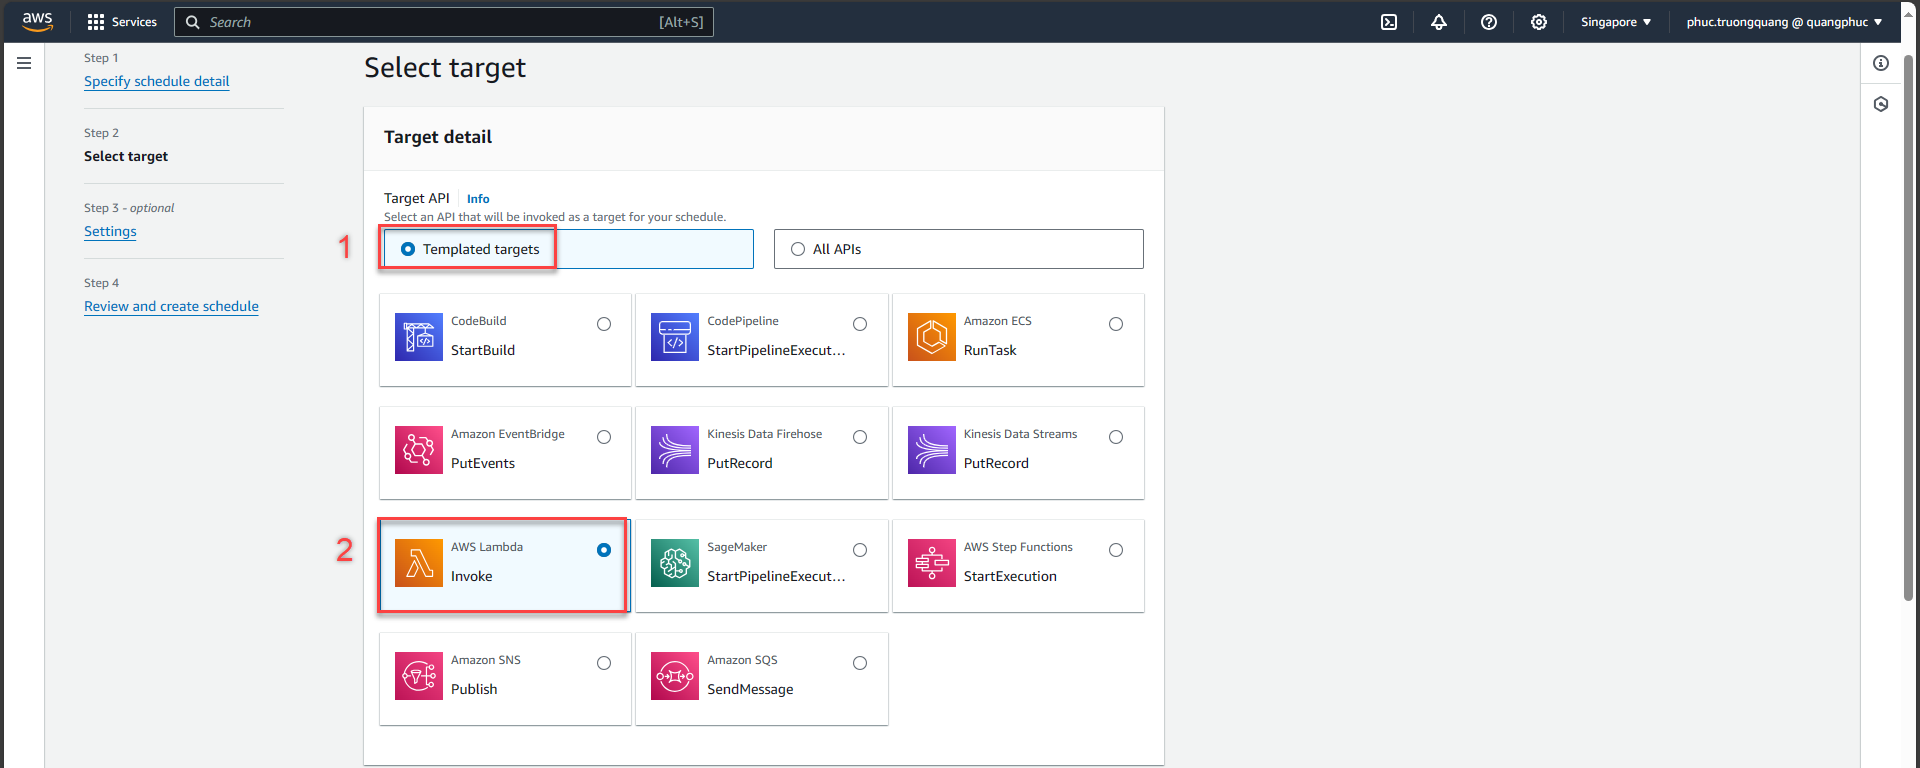 aws
Services
Search [Alt+S]
Singapore
phuc.truongquang @ quangphuc
Step 1
Specify schedule detail
Step 2
Select target
Step 3 - optional
Settings
Step 4
Review and create schedule
Select target
Target detail
Target API Info
Select an API that will be invoked as a target for your schedule.
1
Templated targets
All APIs
CodeBuild
StartBuild
CodePipeline
StartPipelineExecut...
Amazon ECS
RunTask
Amazon EventBridge
PutEvents
Kinesis Data Firehose
PutRecord
Kinesis Data Streams
PutRecord
2
AWS Lambda
Invoke
SageMaker
StartPipelineExecut...
AWS Step Functions
StartExecution
Amazon SNS
Publish
Amazon SQS
SendMessage